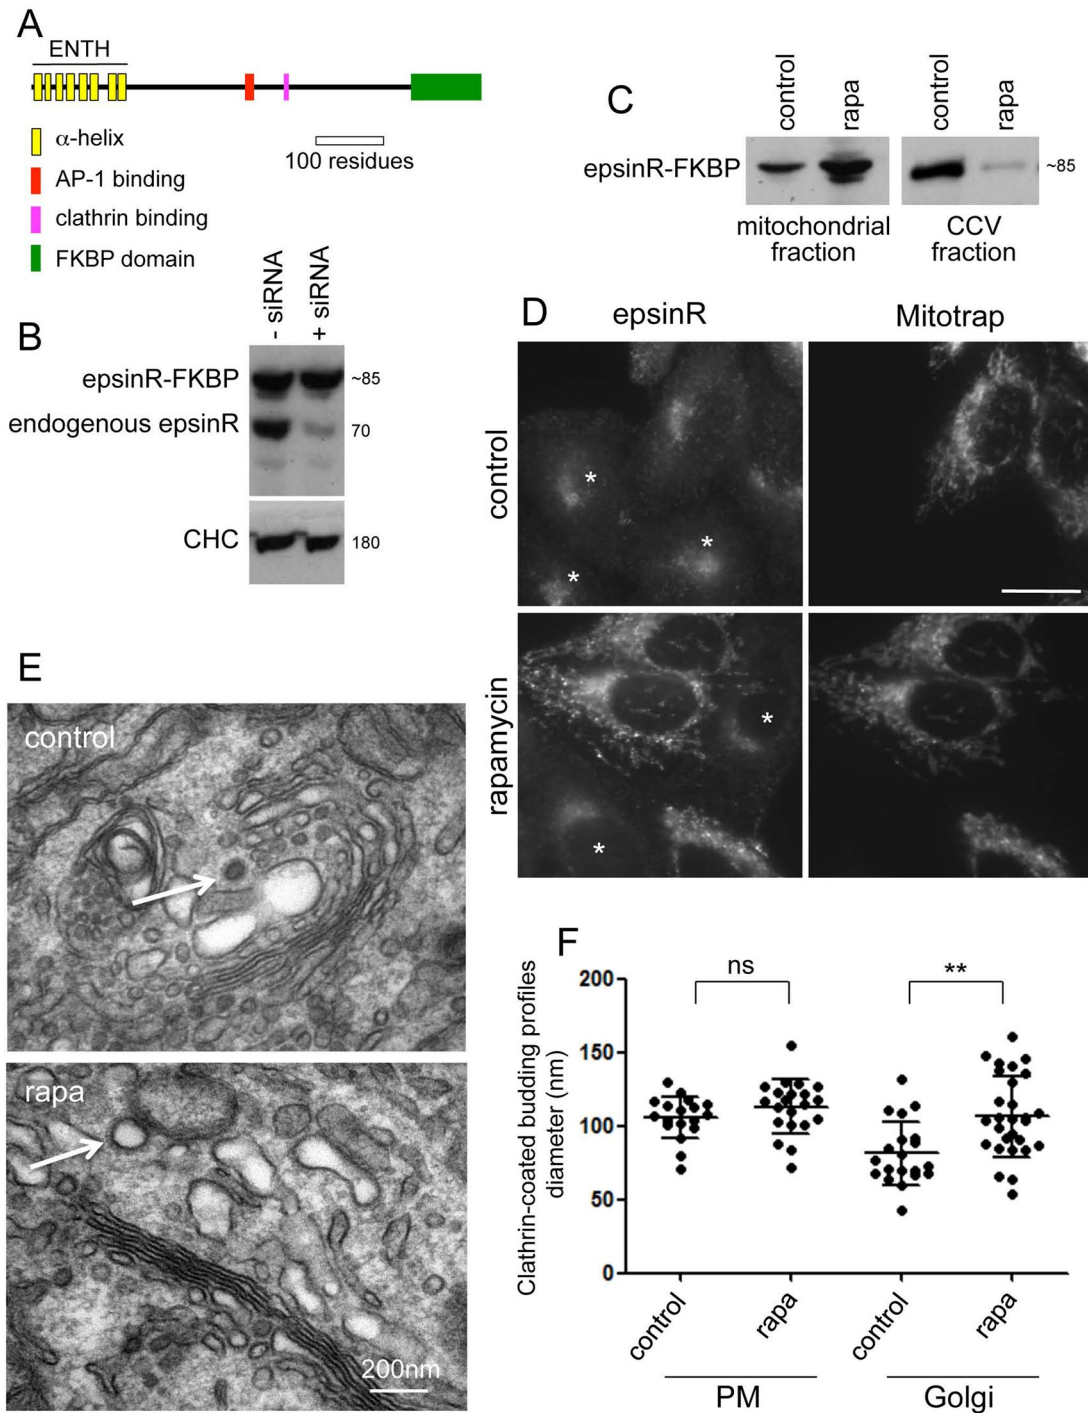 A
ENTH
α-helix
AP-1 binding
clathrin binding
FKBP domain
100 residues
B
- siRNA
+ siRNA
epsinR-FKBP
~85
endogenous epsinR
70
CHC
180
C
control
rapa
control
rapa
epsinR-FKBP
~85
mitochondrial
fraction
CCV
fraction
D
epsinR
Mitotrap
control
*
*
*
rapamycin
*
*
E
control
rapa
200nm
F
Clathrin-coated budding profiles
diameter (nm)
200
150
100
50
0
ns
**
control
rapa
control
rapa
PM
Golgi